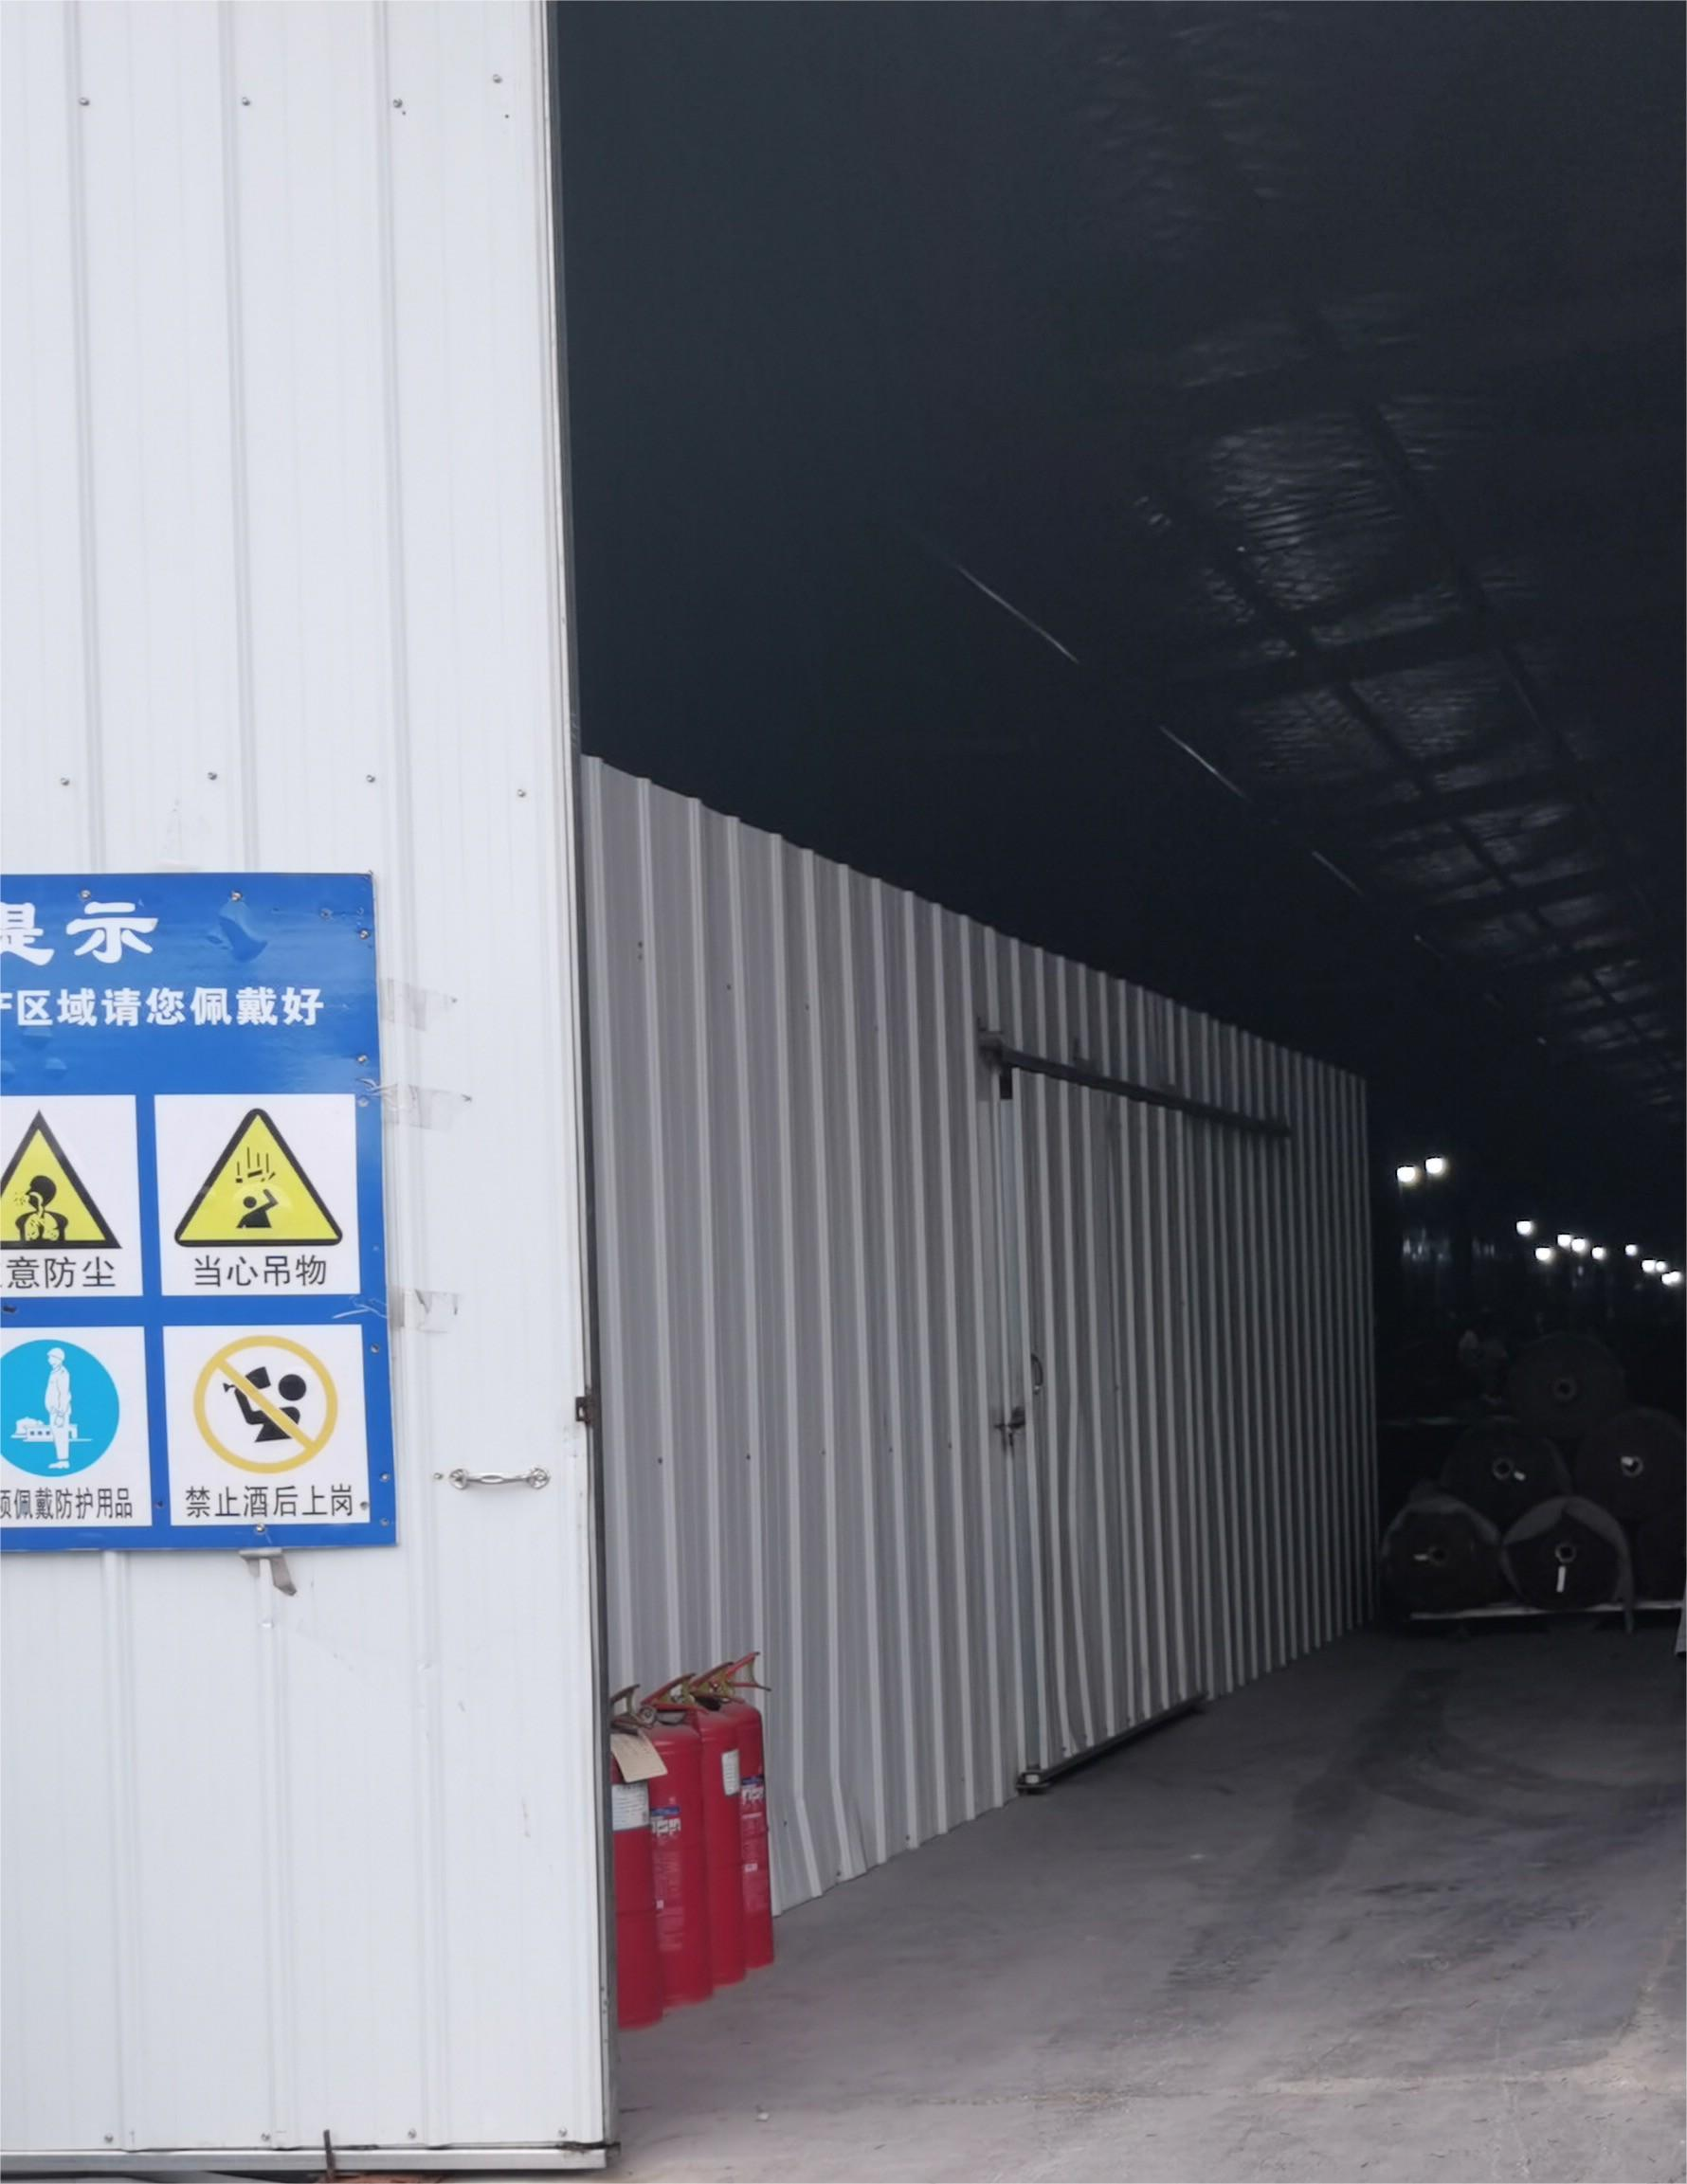 提示
区域请您佩戴好
意防尘
当心吊物
须佩戴防护用品
禁止酒后上岗